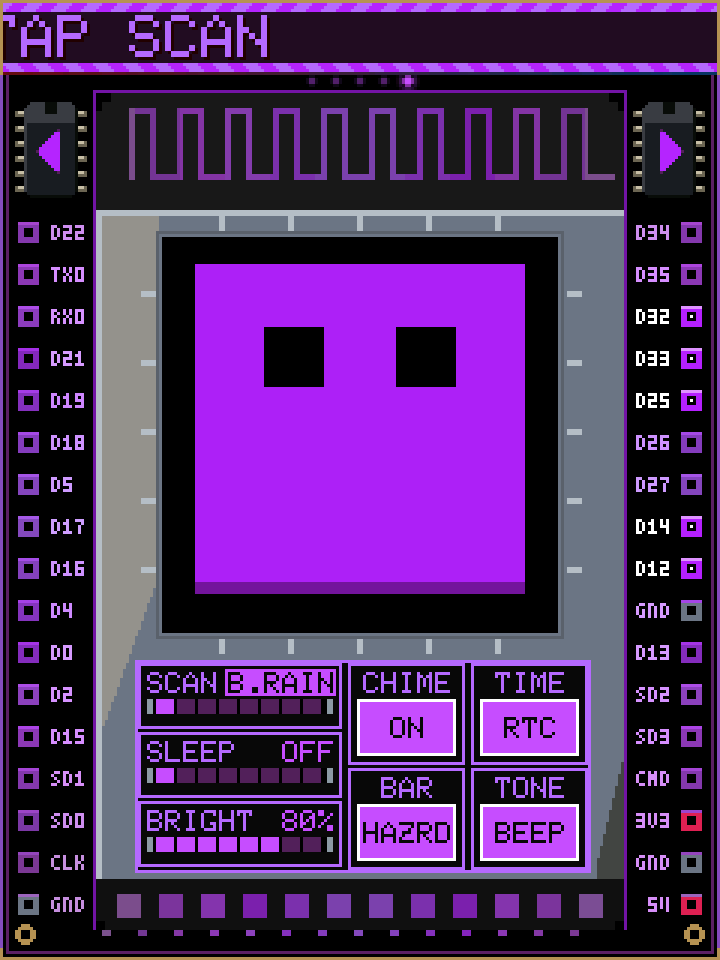 TAP SCAN
D22
TX0
RX0
D21
D19
D18
D5
D17
D16
D4
D0
D2
D15
SD1
SD0
CLK
GND
D34
D35
D32
D33
D25
D26
D27
D14
D12
GND
D13
SD2
SD3
CMD
3V3
GND
5V
SCAN B.RAIN
SLEEP OFF
BRIGHT 80%
CHIME
ON
TIME
RTC
BAR
HAZRD
TONE
BEEP